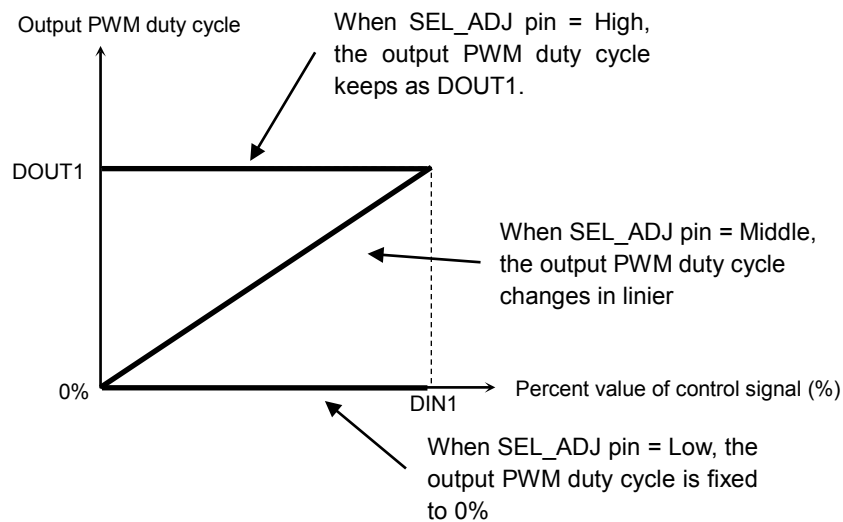 Output PWM duty cycle
When SEL_ADJ pin = High,
the output PWM duty cycle
keeps as DOUT1.
DOUT1
When SEL_ADJ pin = Middle,
the output PWM duty cycle
changes in linier
0%
DIN1
Percent value of control signal (%)
When SEL_ADJ pin = Low, the
output PWM duty cycle is fixed
to 0%